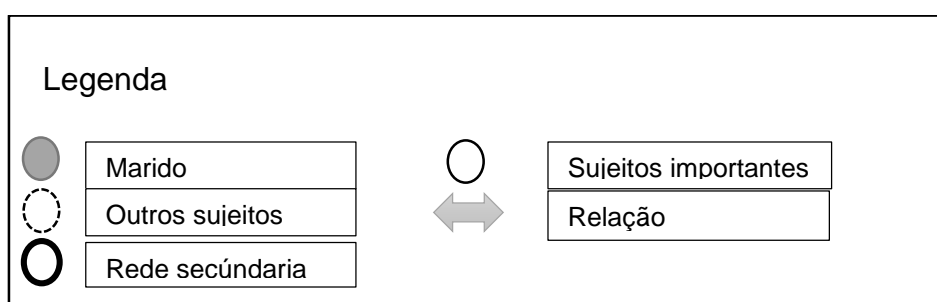 Legenda
Marido
Outros sujeitos
Rede secúndaria
Sujeitos importantes
Relação